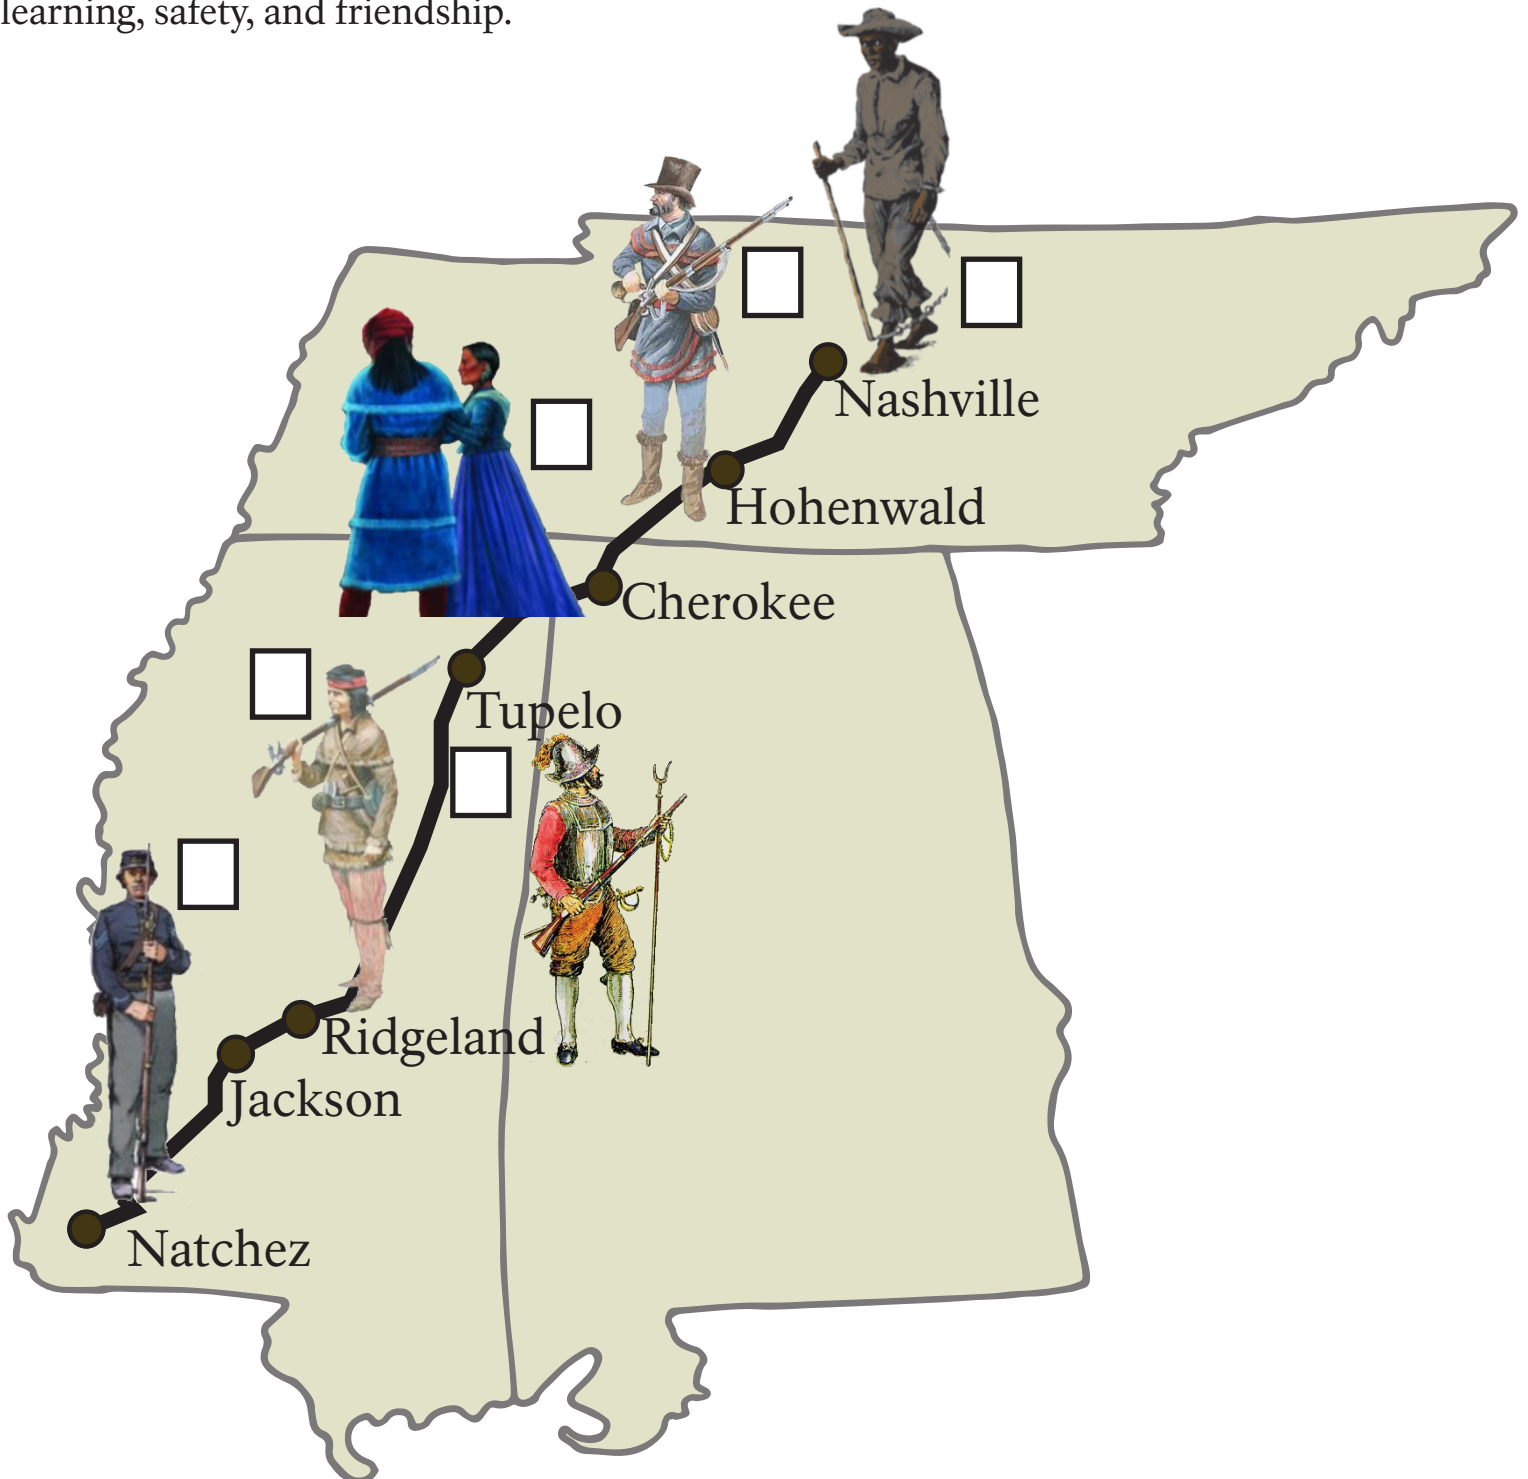 learning, safety, and friendship.
Nashville
Hohenwald
Cherokee
Tupelo
Ridgeland
Jackson
Natchez